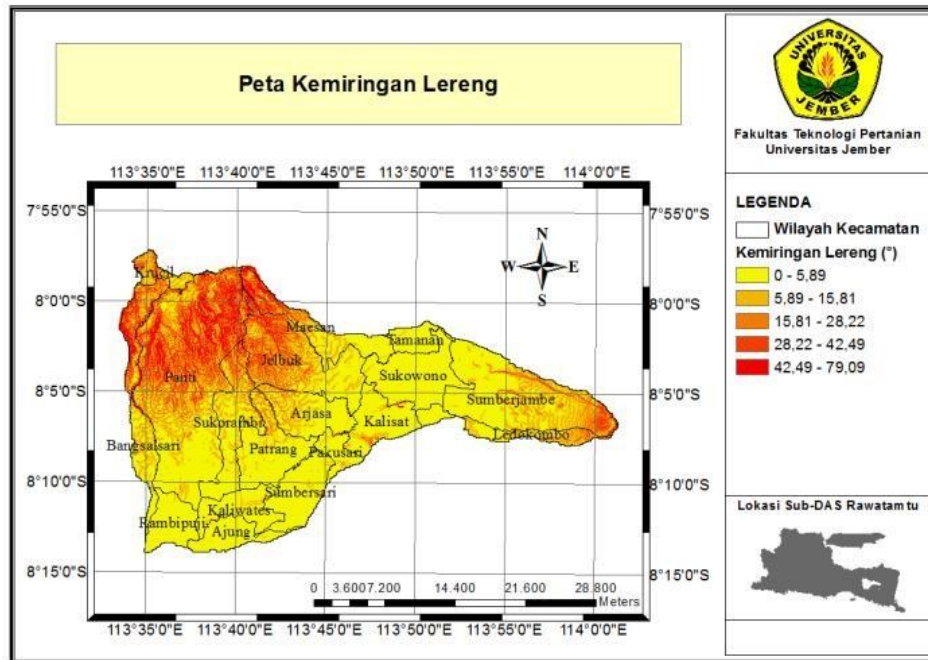 Peta Kemiringan Lereng
UNIVERSITAS
JEMBER
Fakultas Teknologi Pertanian
Universitas Jember
LEGENDA
Wilayah Kecamatan
Kemiringan Lereng (°)
0 - 5,89
5,89 - 15,81
15,81 - 28,22
28,22 - 42,49
42,49 - 79,09
Lokasi Sub-DAS Rawatamtu
113°35'0"E 113°40'0"E 113°45'0"E 113°50'0"E 113°55'0"E 114°0'0"E
7°55'0"S 7°55'0"S
N
W E
S
Krucil
8°0'0"S 8°0'0"S
Maesan
Tamanan
Jelbuk
Sukowono
Panti
8°5'0"S 8°5'0"S
Sumberjambe
Arjasa
Sukorambi
Kalisat
Ledokombo
Bangsalsari
Patrang
Pakusari
8°10'0"S 8°10'0"S
Sumbersari
Kaliwates
Rambipuji
Ajung
8°15'0"S 8°15'0"S
0 3.600 7.200 14.400 21.600 28.800
Meters
113°35'0"E 113°40'0"E 113°45'0"E 113°50'0"E 113°55'0"E 114°0'0"E